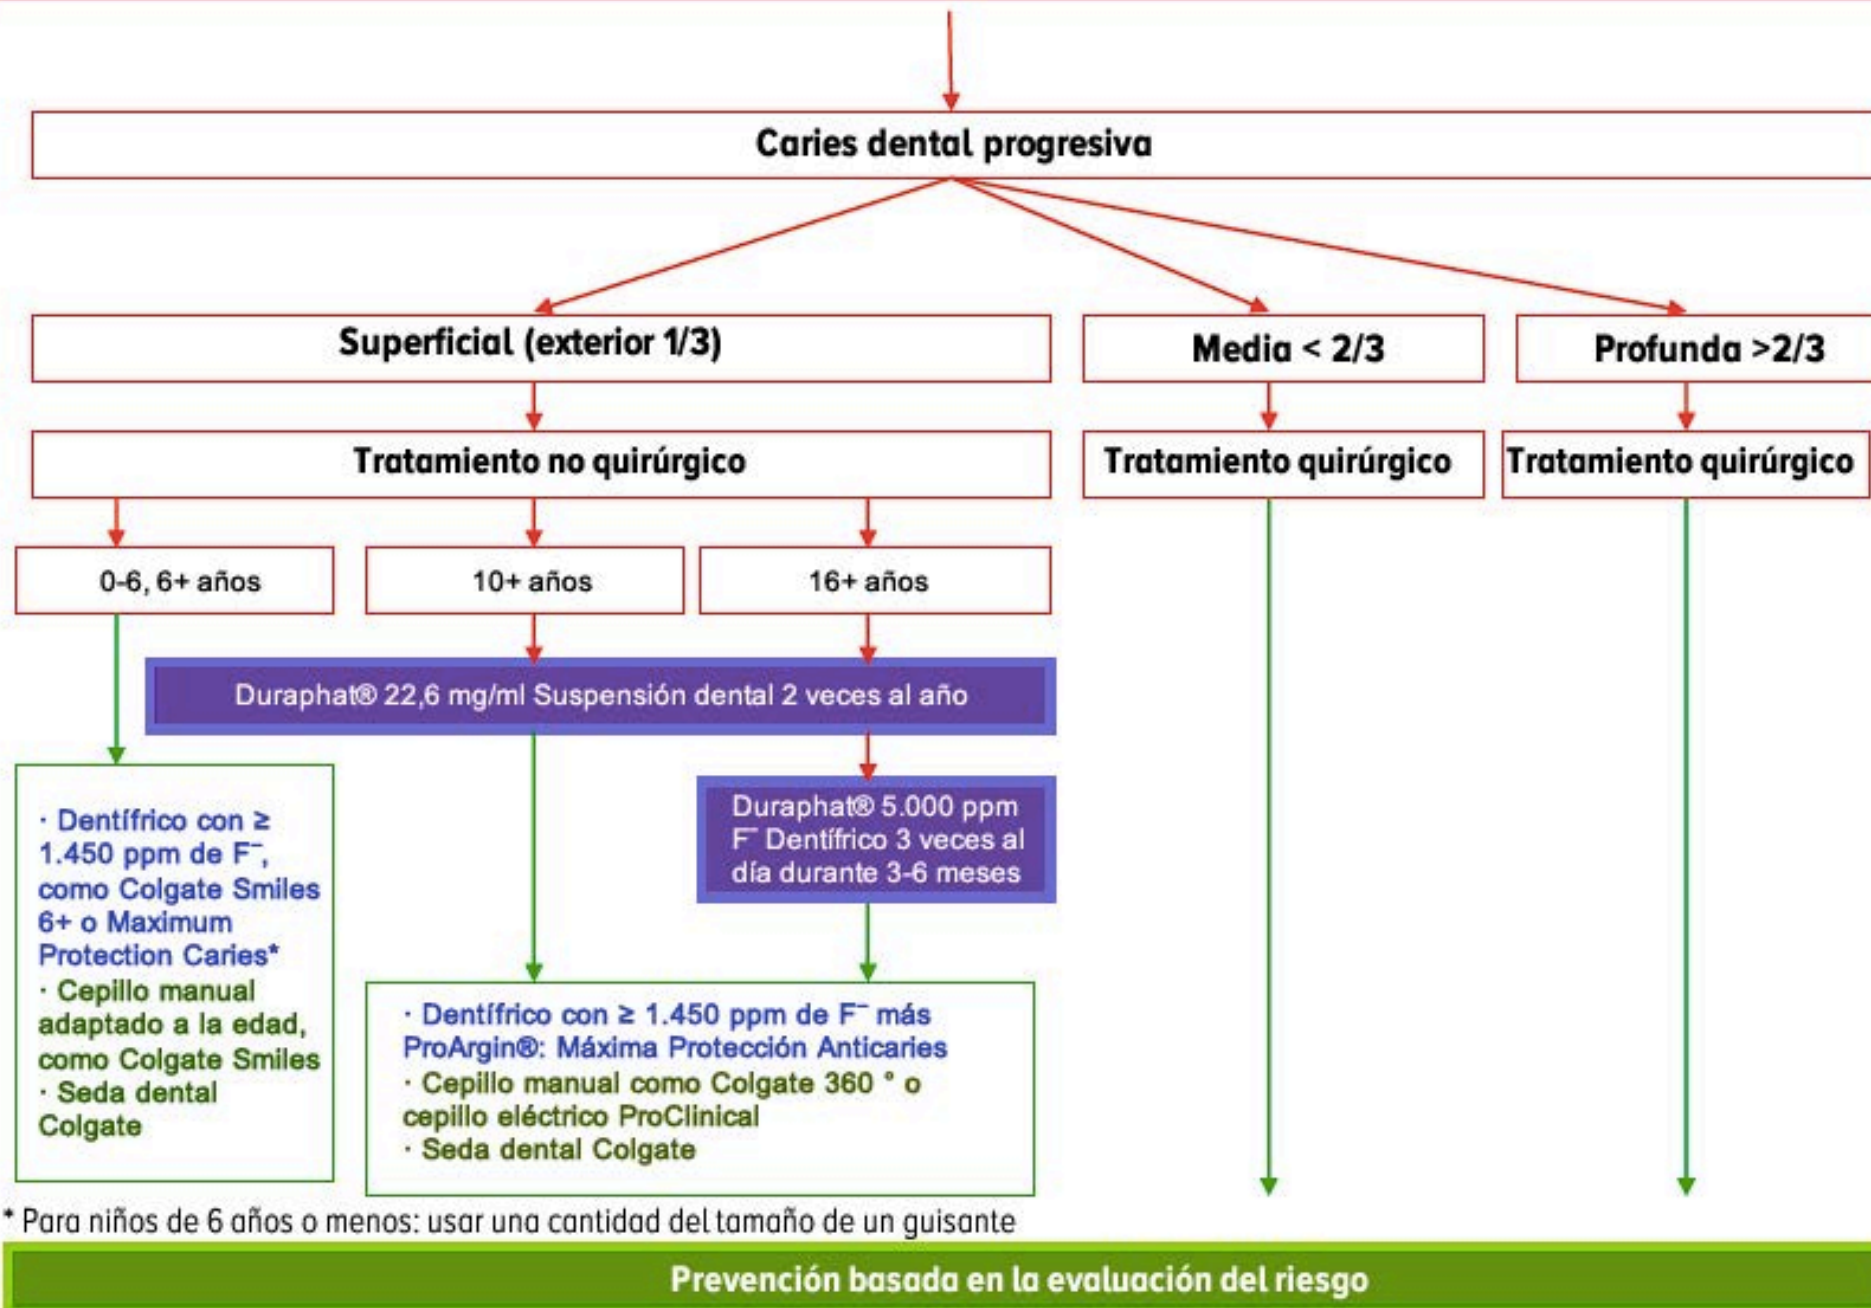 Caries dental progresiva
Superficial (exterior 1/3)
Media < 2/3
Profunda >2/3
Tratamiento no quirúrgico
Tratamiento quirúrgico
Tratamiento quirúrgico
0-6, 6+ años
10+ años
16+ años
Duraphat® 22,6 mg/ml Suspensión dental 2 veces al año
Duraphat® 5.000 ppm
F⁻ Dentífrico 3 veces al
día durante 3-6 meses
· Dentífrico con ≥
1.450 ppm de F⁻,
como Colgate Smiles
6+ o Maximum
Protection Caries*
· Cepillo manual
adaptado a la edad,
como Colgate Smiles
· Seda dental
Colgate
· Dentífrico con ≥ 1.450 ppm de F⁻ más
ProArgin®: Máxima Protección Anticaries
· Cepillo manual como Colgate 360 ° o
cepillo eléctrico ProClinical
· Seda dental Colgate
* Para niños de 6 años o menos: usar una cantidad del tamaño de un guisante
Prevención basada en la evaluación del riesgo